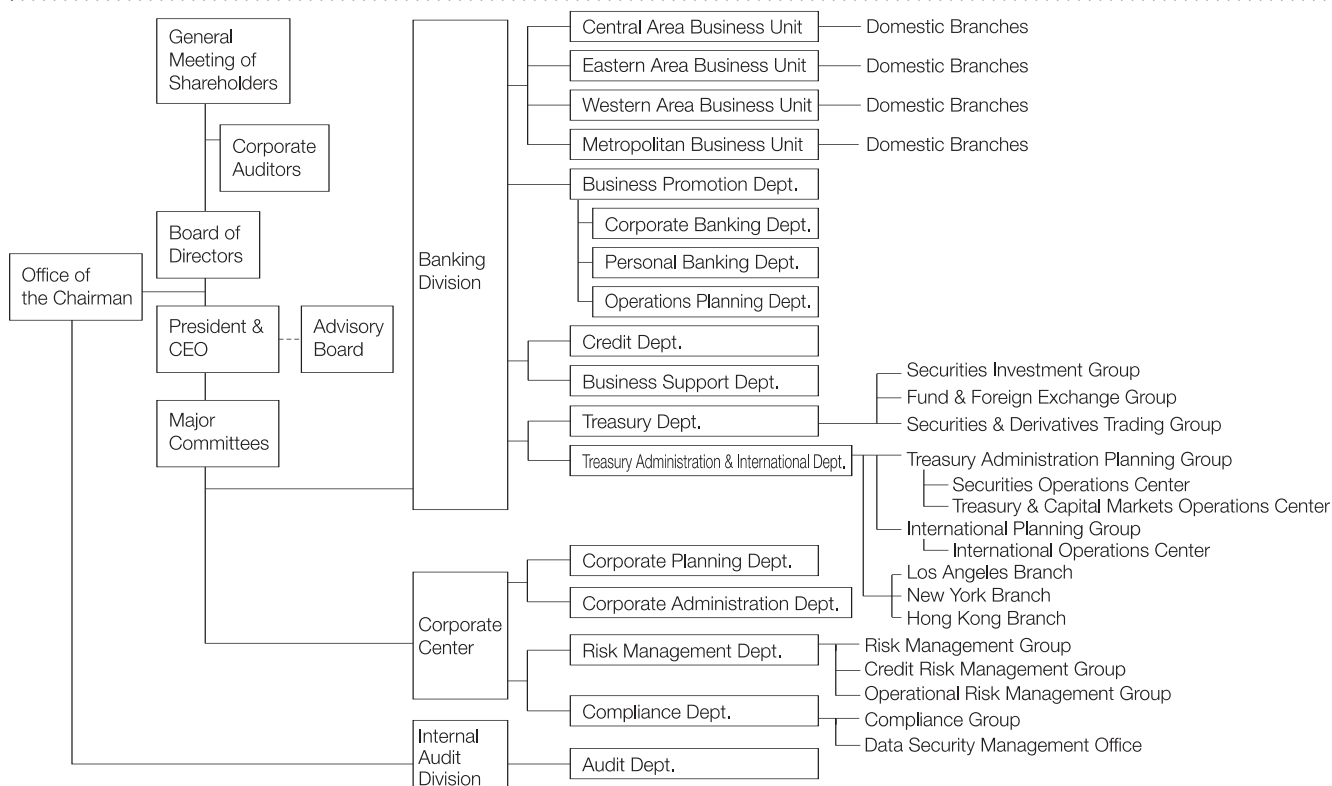 General
Meeting of
Shareholders
Corporate
Auditors
Board of
Directors
Office of
the Chairman
President &
CEO
Advisory
Board
Major
Committees
Banking
Division
Central Area Business Unit
Domestic Branches
Eastern Area Business Unit
Domestic Branches
Western Area Business Unit
Domestic Branches
Metropolitan Business Unit
Domestic Branches
Business Promotion Dept.
Corporate Banking Dept.
Personal Banking Dept.
Operations Planning Dept.
Credit Dept.
Business Support Dept.
Treasury Dept.
Securities Investment Group
Fund & Foreign Exchange Group
Securities & Derivatives Trading Group
Treasury Administration & International Dept.
Treasury Administration Planning Group
Securities Operations Center
Treasury & Capital Markets Operations Center
International Planning Group
International Operations Center
Los Angeles Branch
New York Branch
Hong Kong Branch
Corporate
Center
Corporate Planning Dept.
Corporate Administration Dept.
Risk Management Dept.
Risk Management Group
Credit Risk Management Group
Operational Risk Management Group
Compliance Dept.
Compliance Group
Data Security Management Office
Internal
Audit
Division
Audit Dept.